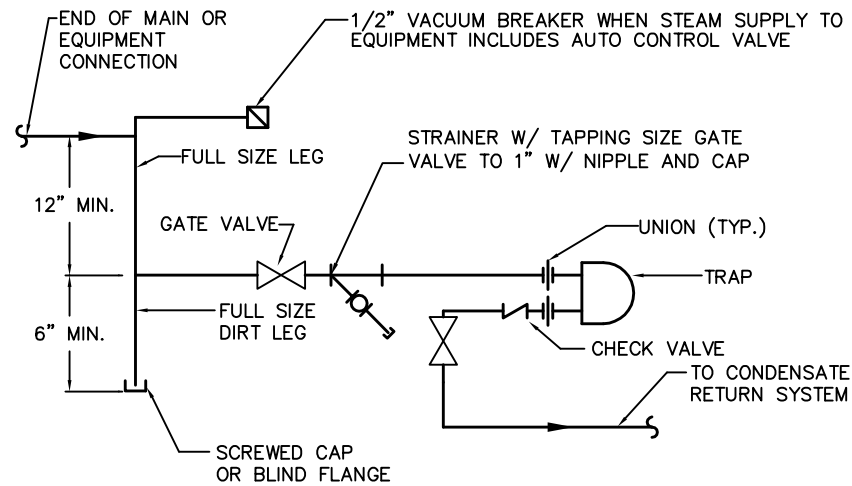 END OF MAIN OR
EQUIPMENT
CONNECTION
1/2" VACUUM BREAKER WHEN STEAM SUPPLY TO
EQUIPMENT INCLUDES AUTO CONTROL VALVE
FULL SIZE LEG
STRAINER W/ TAPPING SIZE GATE
VALVE TO 1" W/ NIPPLE AND CAP
12" MIN.
GATE VALVE
UNION (TYP.)
TRAP
6" MIN.
FULL SIZE
DIRT LEG
CHECK VALVE
TO CONDENSATE
RETURN SYSTEM
SCREWED CAP
OR BLIND FLANGE